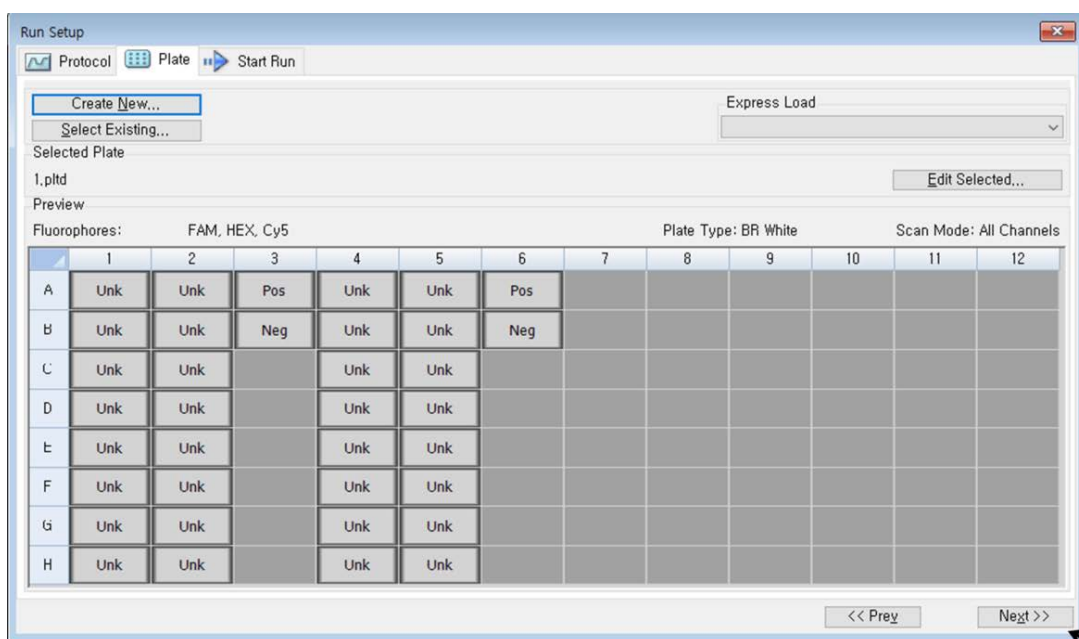 Run Setup
Protocol Plate Start Run
Create New...
Express Load
Select Existing...
Selected Plate
1.pltd
Edit Selected...
Preview
Fluorophores: FAM, HEX, Cy5 Plate Type: BR White Scan Mode: All Channels
1 2 3 4 5 6 7 8 9 10 11 12
A Unk Unk Pos Unk Unk Pos
B Unk Unk Neg Unk Unk Neg
C Unk Unk Unk Unk
D Unk Unk Unk Unk
E Unk Unk Unk Unk
F Unk Unk Unk Unk
G Unk Unk Unk Unk
H Unk Unk Unk Unk
<< Prev Next >>